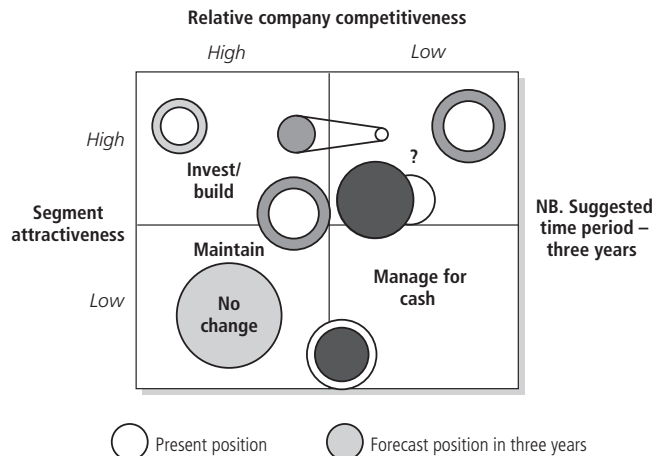 Relative company competitiveness
High
Low
High
?
Invest/
build
Segment
attractiveness
NB. Suggested
time period –
three years
Maintain
Manage for
cash
Low
No
change
Present position
Forecast position in three years